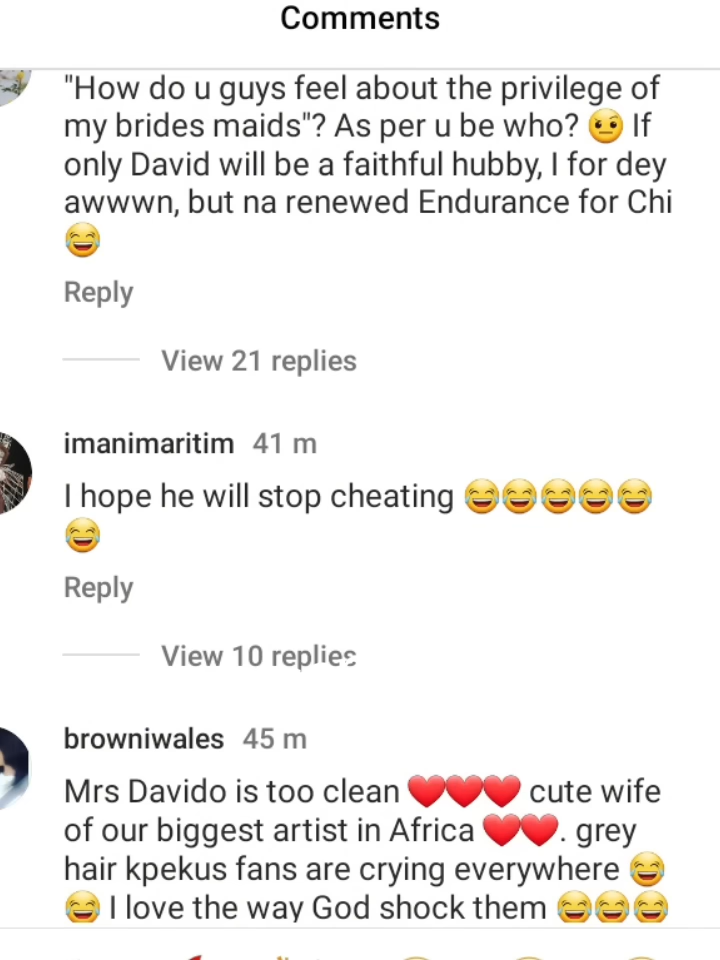 Comments
"How do u guys feel about the privilege of
my brides maids"? As per u be who? 🤨 If
only David will be a faithful hubby, I for dey
awwwn, but na renewed Endurance for Chi
😂
Reply
View 21 replies
imanimaritim 41 m
I hope he will stop cheating 😂😂😂😂😂
😂
Reply
View 10 replies
browniwales 45 m
Mrs Davido is too clean ❤️❤️❤️ cute wife
of our biggest artist in Africa ❤️❤️. grey
hair kpekus fans are crying everywhere 😂
😂 I love the way God shock them 😂😂😂